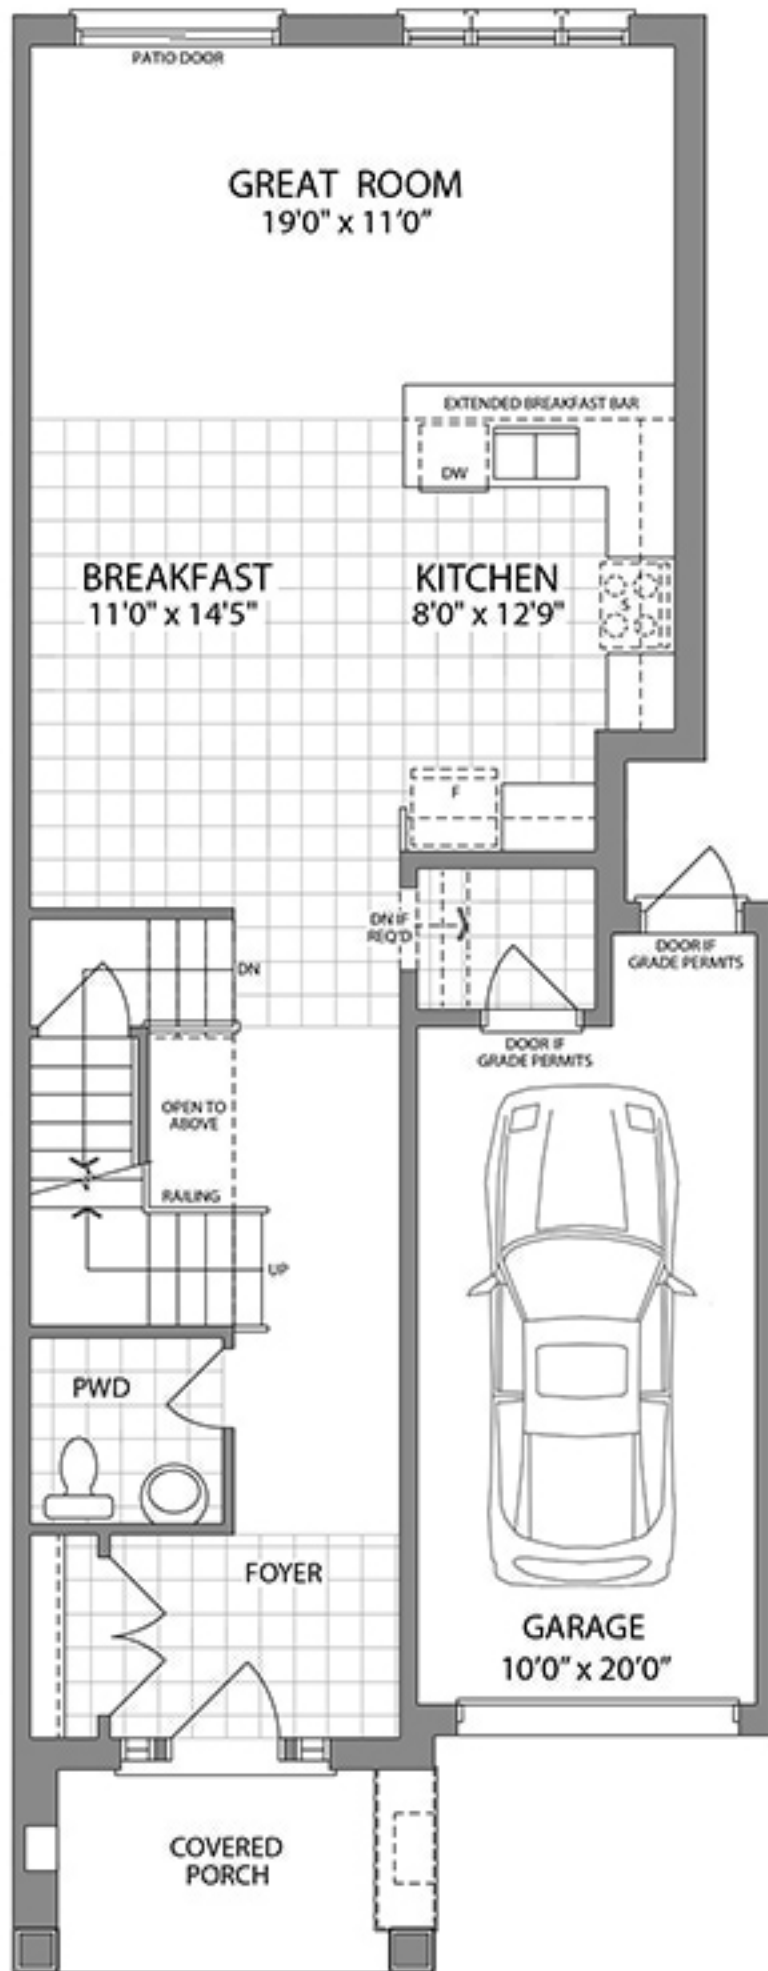 PATIO DOOR
GREAT ROOM
19'0" x 11'0"
EXTENDED BREAKFAST BAR
DW
BREAKFAST
11'0" x 14'5"
KITCHEN
8'0" x 12'9"
S
F
DN IF
REQ'D
DOOR IF
GRADE PERMITS
DN
DOOR IF
GRADE PERMITS
OPEN TO
ABOVE
RAILING
UP
PWD
FOYER
GARAGE
10'0" x 20'0"
COVERED
PORCH